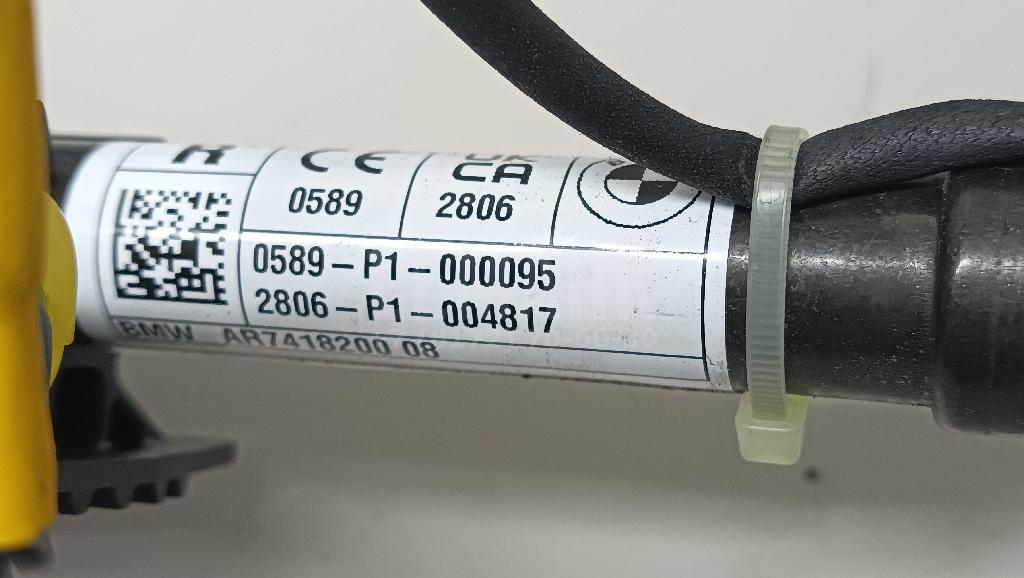 R CE UK CA
0589 2806
0589-P1-000095
2806-P1-004817
BMW AR7418200 08